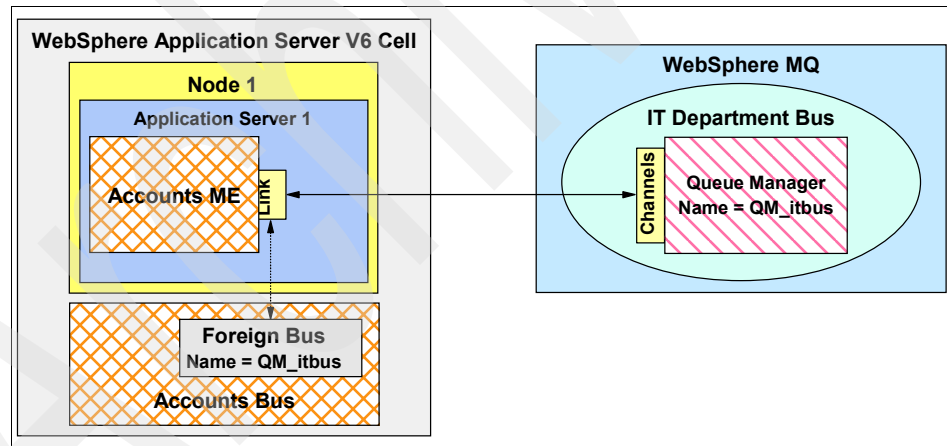 WebSphere Application Server V6 Cell
Node 1
Application Server 1
Accounts ME
Link
Foreign Bus
Name = QM_itbus
Accounts Bus
WebSphere MQ
IT Department Bus
Channels
Queue Manager
Name = QM_itbus